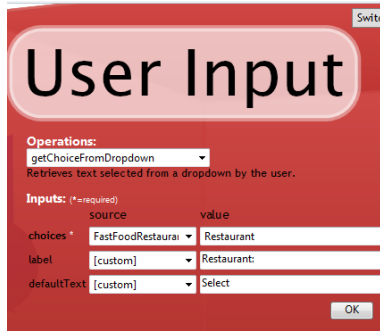 Switc
User Input
Operations:
getChoiceFromDropdown
Retrieves text selected from a dropdown by the user.
Inputs: (*=required)
source value
choices * FastFoodRestaura Restaurant
label [custom] Restaurant:
defaultText [custom] Select
OK